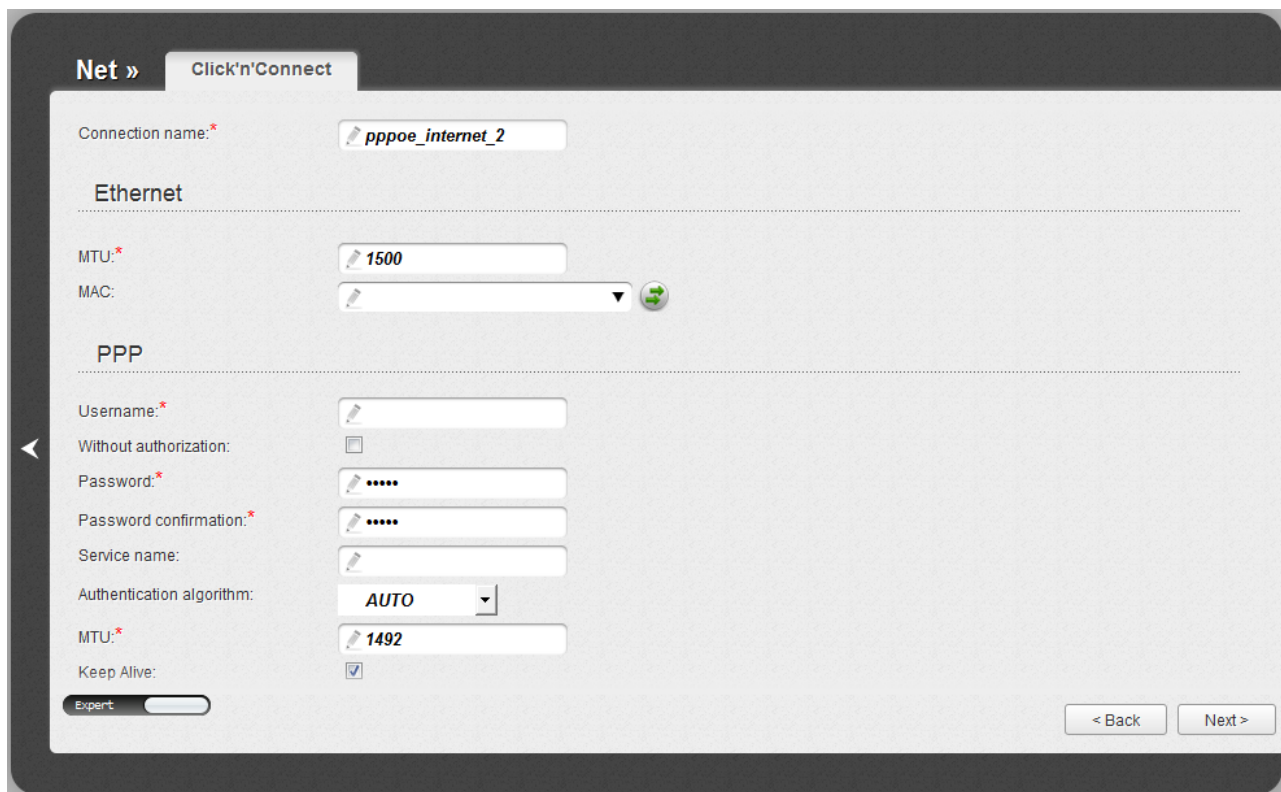 Net » Click'n'Connect
Connection name:* pppoe_internet_2
Ethernet
MTU:* 1500
MAC:
PPP
Username:*
Without authorization:
Password:* •••••
Password confirmation:* •••••
Service name:
Authentication algorithm: AUTO
MTU:* 1492
Keep Alive:
Expert
< Back Next >